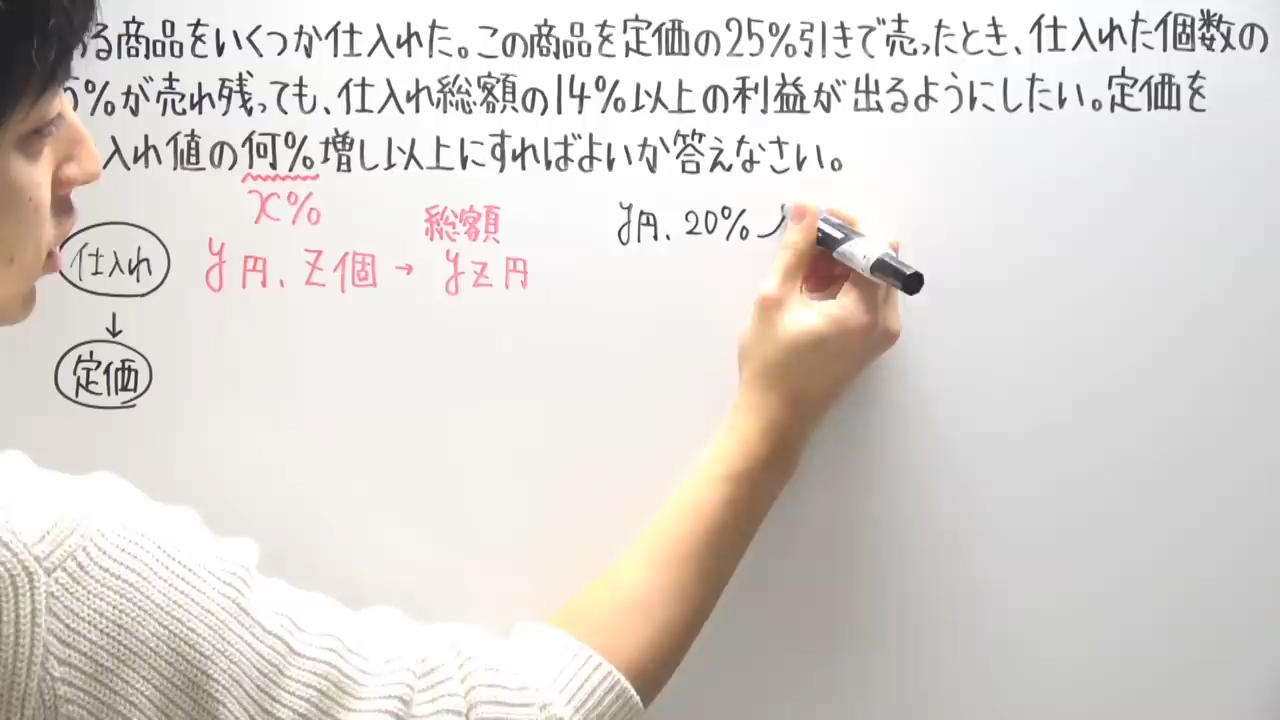 る商品をいくつか仕入れた。この商品を定価の25%引きで売ったとき、仕入れた個数の
5%が売れ残っても、仕入れ総額の14%以上の利益が出るようにしたい。定価を
入れ値の何%増し以上にすればよいか答えなさい。
x%
総額
y円、20%
仕入れ
y円、z個→yz円
定価